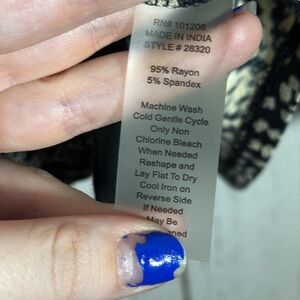 RN# 101206
MADE IN INDIA
STYLE # 28320
95% Rayon
5% Spandex
Machine Wash
Cold Gentle Cycle
Only Non
Chlorine Bleach
When Needed
Reshape and
Lay Flat To Dry
Cool Iron on
Reverse Side
If Needed
May Be